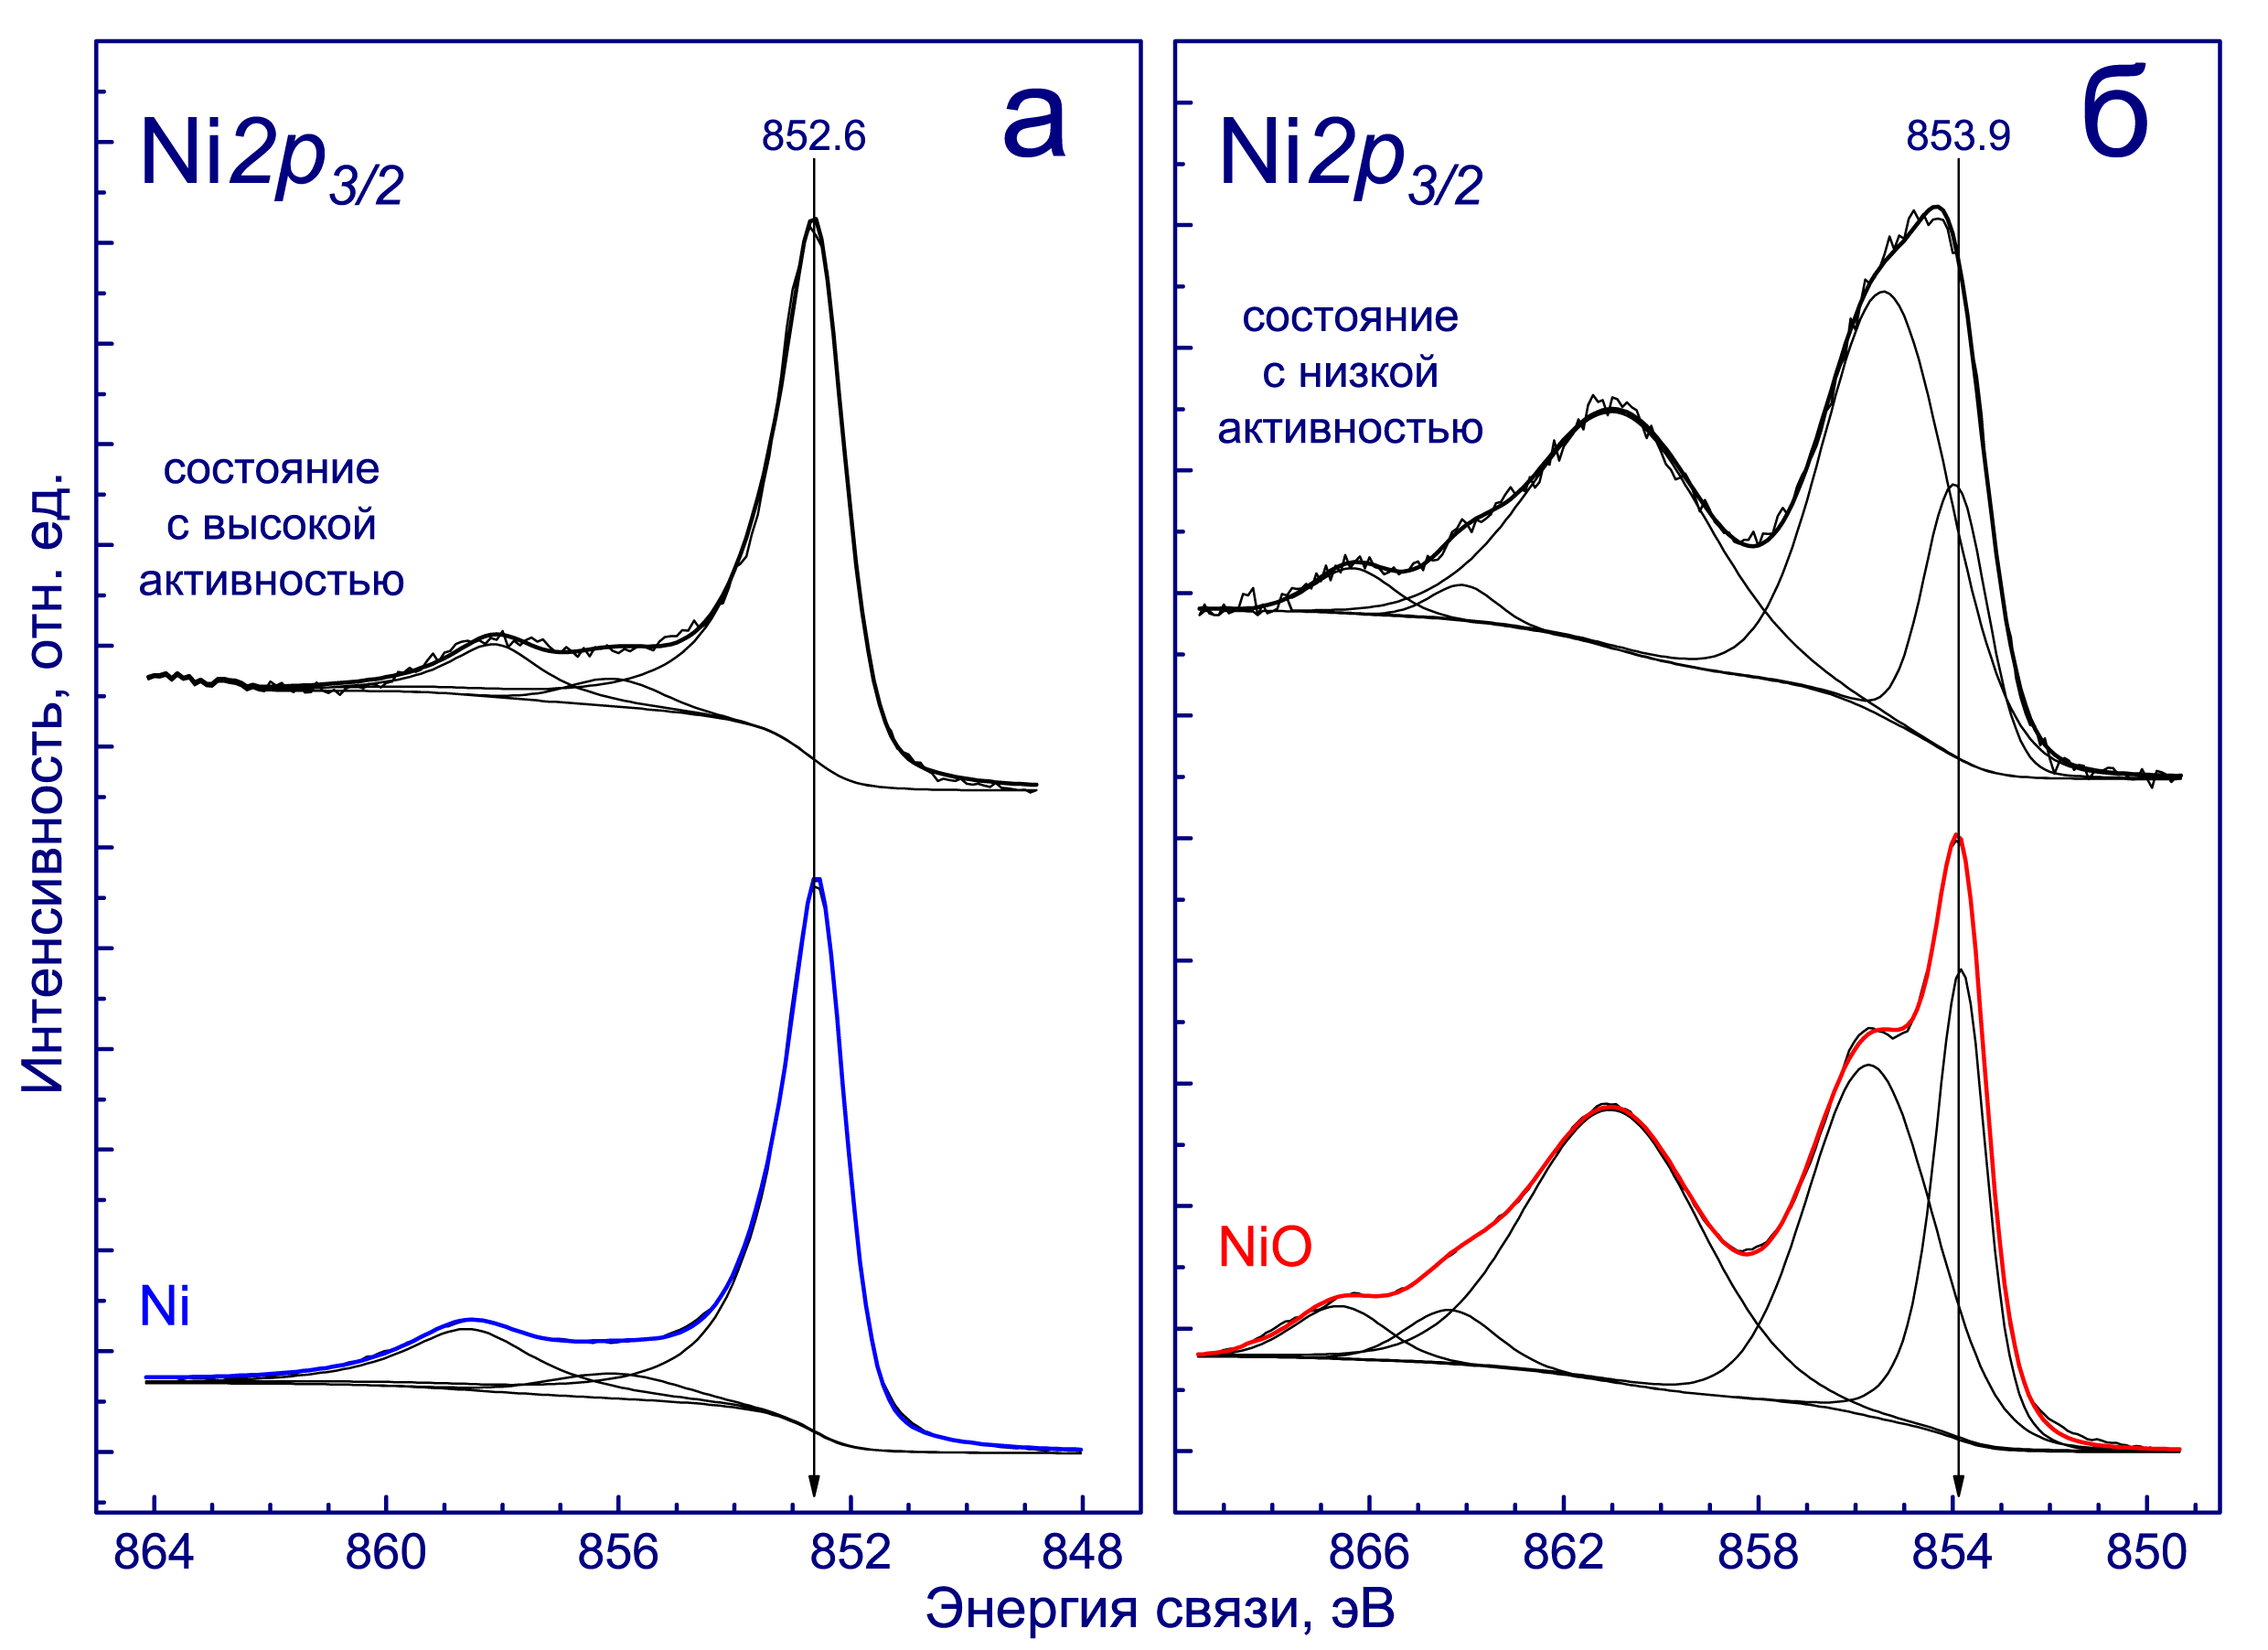 Интенсивность, отн. ед.
Ni2p3/2
852.6
а
состояние
с высокой
активностью
Ni
864 860 856 852 848
Ni2p3/2
853.9
б
состояние
с низкой
активностью
NiO
866 862 858 854 850
Энергия связи, эВ